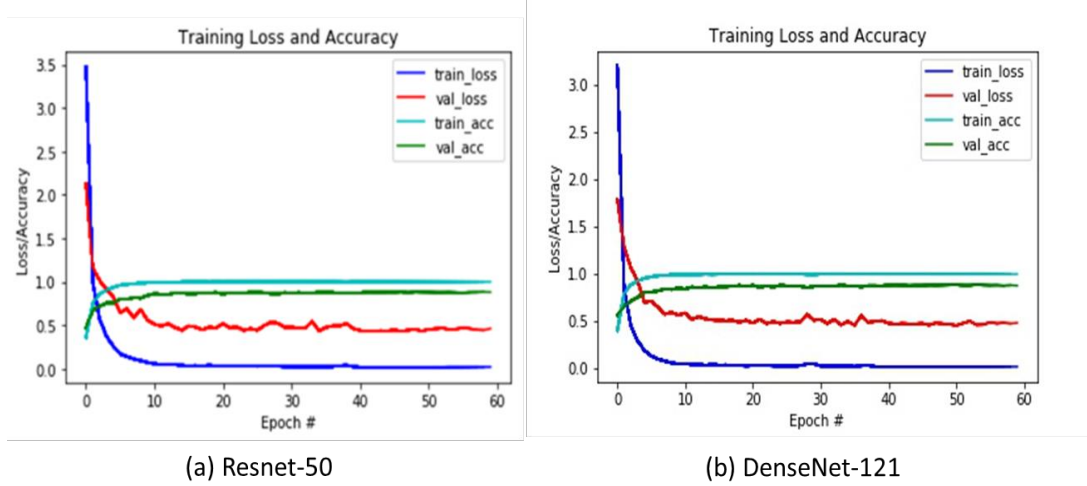 Training Loss and Accuracy
3.5
3.0
2.5
2.0
1.5
1.0
0.5
0.0
Loss/Accuracy
train_loss
val_loss
train_acc
val_acc
0 10 20 30 40 50 60
Epoch #
(a) Resnet-50
Training Loss and Accuracy
3.0
2.5
2.0
1.5
1.0
0.5
0.0
Loss/Accuracy
train_loss
val_loss
train_acc
val_acc
0 10 20 30 40 50 60
Epoch #
(b) DenseNet-121